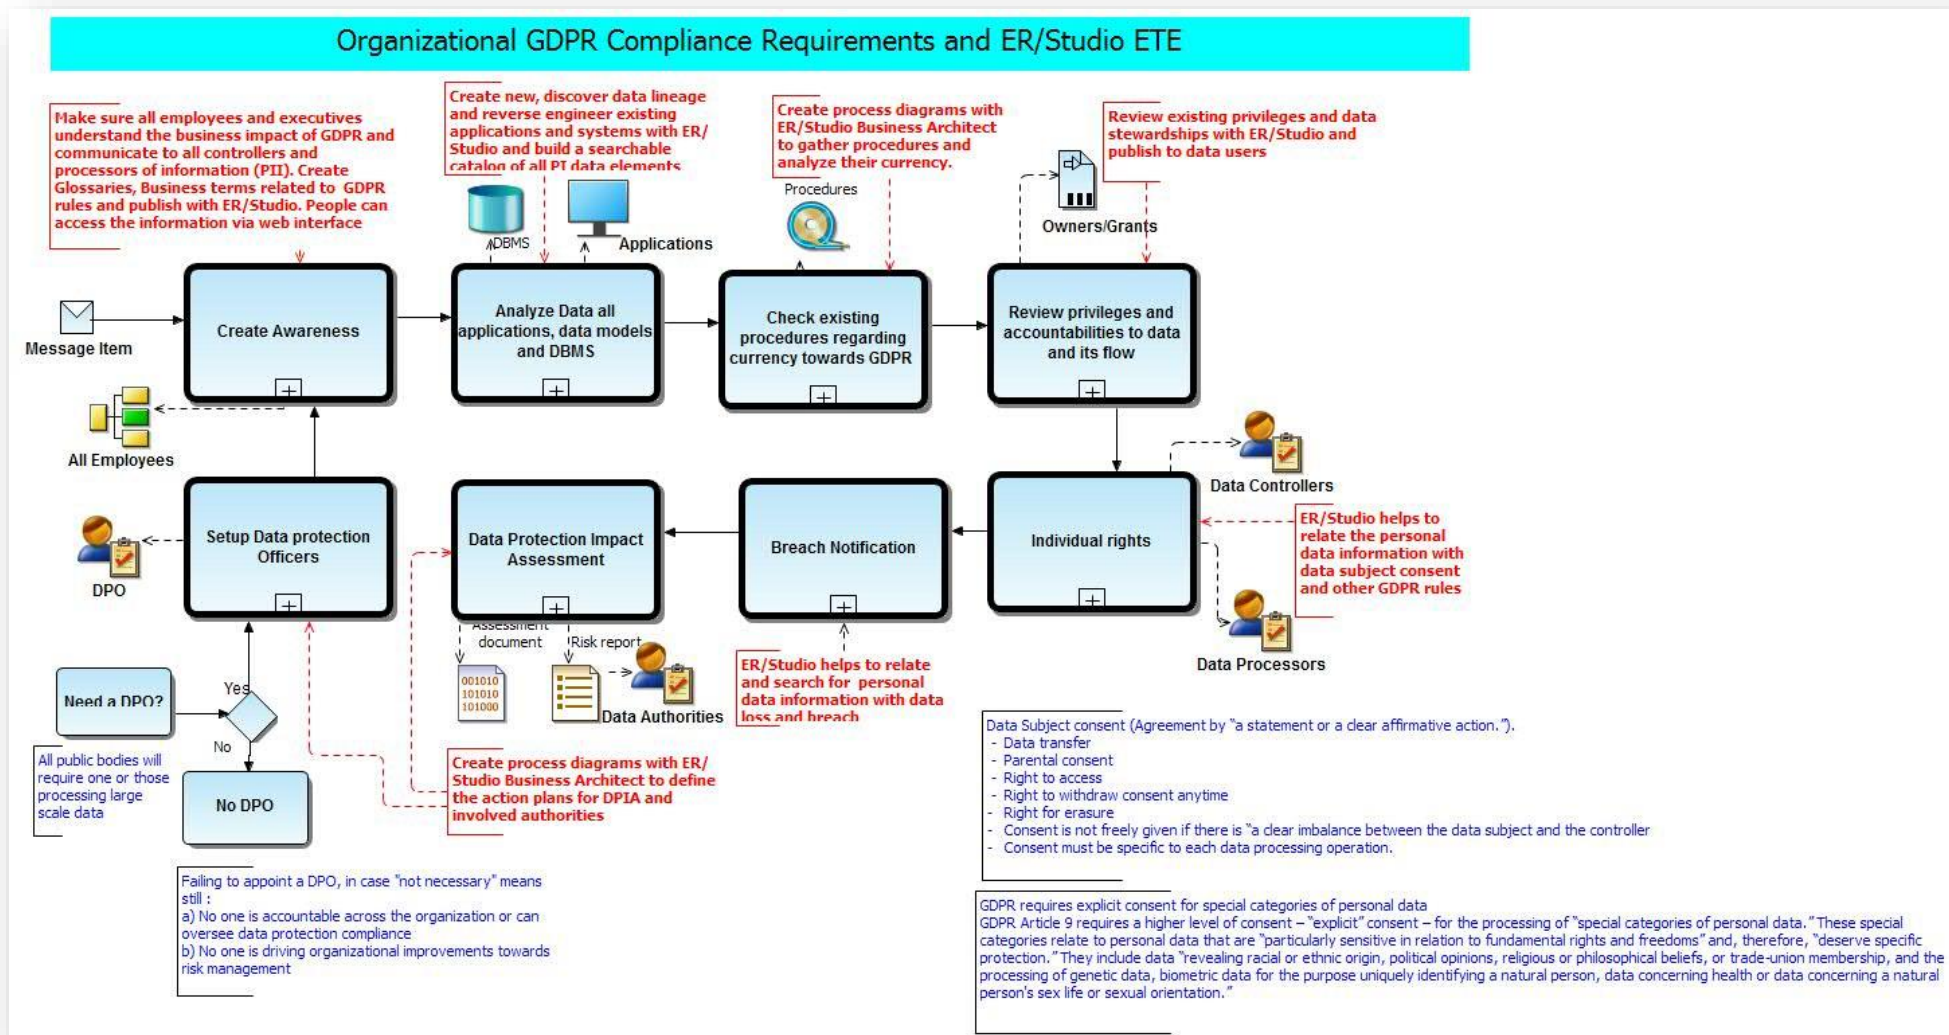 Organizational GDPR Compliance Requirements and ER/Studio ETE
Make sure all employees and executives
understand the business impact of GDPR and
communicate to all controllers and
processors of information (PII). Create
Glossaries, Business terms related to GDPR
rules and publish with ER/Studio. People can
access the information via web interface
Create new, discover data lineage
and reverse engineer existing
applications and systems with ER/
Studio and build a searchable
catalog of all PI data elements
Create process diagrams with
ER/Studio Business Architect
to gather procedures and
analyze their currency.
Review existing privileges and data
stewardships with ER/Studio and
publish to data users
DBMS
Applications
Procedures
Owners/Grants
Message Item
Create Awareness
Analyze Data all
applications, data models
and DBMS
Check existing
procedures regarding
currency towards GDPR
Review privileges and
accountabilities to data
and its flow
All Employees
Data Controllers
DPO
Setup Data protection
Officers
Data Protection Impact
Assessment
Breach Notification
Individual rights
ER/Studio helps to
relate the personal
data information with
data subject consent
and other GDPR rules
Data Processors
Assessment
document
Risk report
001010
101010
101000
Data Authorities
ER/Studio helps to relate
and search for personal
data information with data
loss and breach
Need a DPO?
Yes
No
No DPO
All public bodies will
require one or those
processing large
scale data
Create process diagrams with ER/
Studio Business Architect to define
the action plans for DPIA and
involved authorities
Failing to appoint a DPO, in case "not necessary" means
still :
a) No one is accountable across the organization or can
oversee data protection compliance
b) No one is driving organizational improvements towards
risk management
Data Subject consent (Agreement by “a statement or a clear affirmative action.”).
- Data transfer
- Parental consent
- Right to access
- Right to withdraw consent anytime
- Right for erasure
- Consent is not freely given if there is “a clear imbalance between the data subject and the controller
- Consent must be specific to each data processing operation.
GDPR requires explicit consent for special categories of personal data
GDPR Article 9 requires a higher level of consent – “explicit” consent – for the processing of “special categories of personal data.” These special
categories relate to personal data that are “particularly sensitive in relation to fundamental rights and freedoms” and, therefore, “deserve specific
protection.” They include data “revealing racial or ethnic origin, political opinions, religious or philosophical beliefs, or trade-union membership, and the
processing of genetic data, biometric data for the purpose uniquely identifying a natural person, data concerning health or data concerning a natural
person's sex life or sexual orientation.”